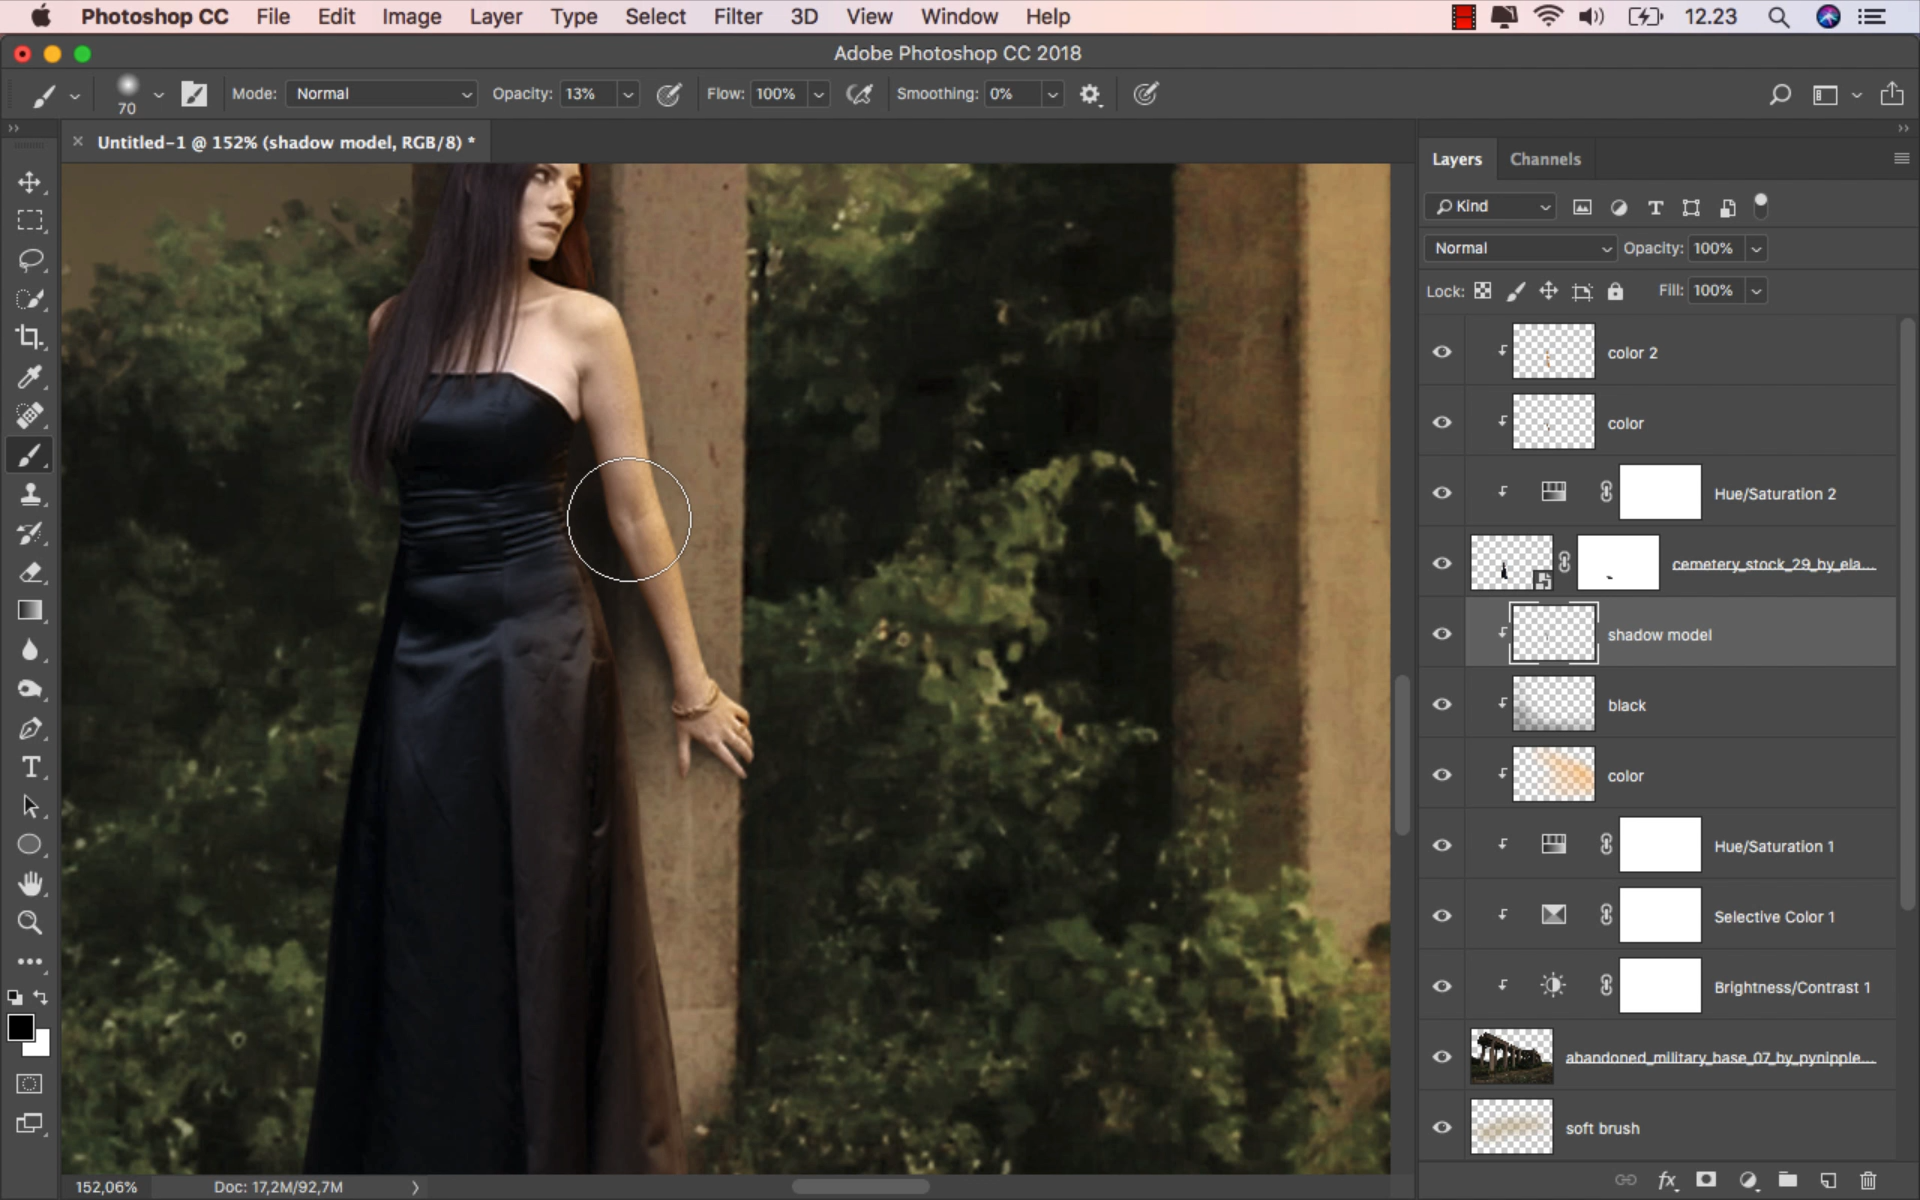 Photoshop CC File Edit Image Layer Type Select Filter 3D View Window Help 12.23
Adobe Photoshop CC 2018
70 Mode: Normal Opacity: 13% Flow: 100% Smoothing: 0%
Untitled-1 @ 152% (shadow model, RGB/8) *
Layers Channels
Kind
Normal Opacity: 100%
Lock: Fill: 100%
color 2
color
Hue/Saturation 2
cemetery_stock_29_by_ela...
shadow model
black
color
Hue/Saturation 1
Selective Color 1
Brightness/Contrast 1
abandoned_military_base_07_by_pynipple...
soft brush
152,06% Doc: 17,2M/92,7M
fx